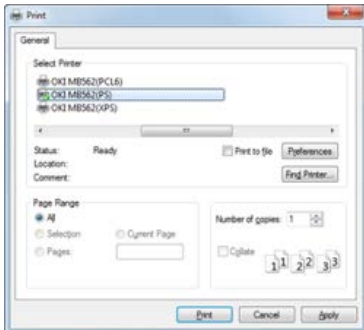 Print
General
Select Printer
OKI MB562(PCL6)
OKI MB562(PS)
OKI MB562(XPS)
Status: Ready
Print to file
Preferences
Location:
Comment:
Find Printer...
Page Range
All
Selection
Current Page
Pages:
Number of copies: 1
Collate
1 1 2 2 3 3
Print
Cancel
Apply